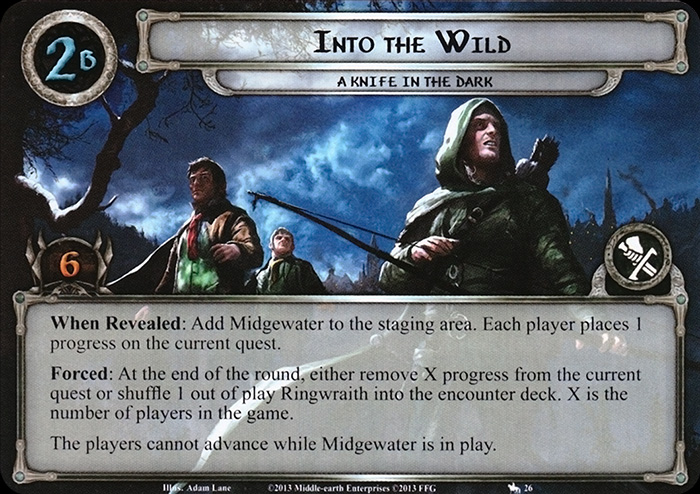 2B
INTO THE WILD
A KNIFE IN THE DARK
6
When Revealed: Add Midgewater to the staging area. Each player places 1
progress on the current quest.
Forced: At the end of the round, either remove X progress from the current
quest or shuffle 1 out of play Ringwraith into the encounter deck. X is the
number of players in the game.
The players cannot advance while Midgewater is in play.
Illus. Adam Lane ©2013 Middle-earth Enterprises ©2013 FFG 26